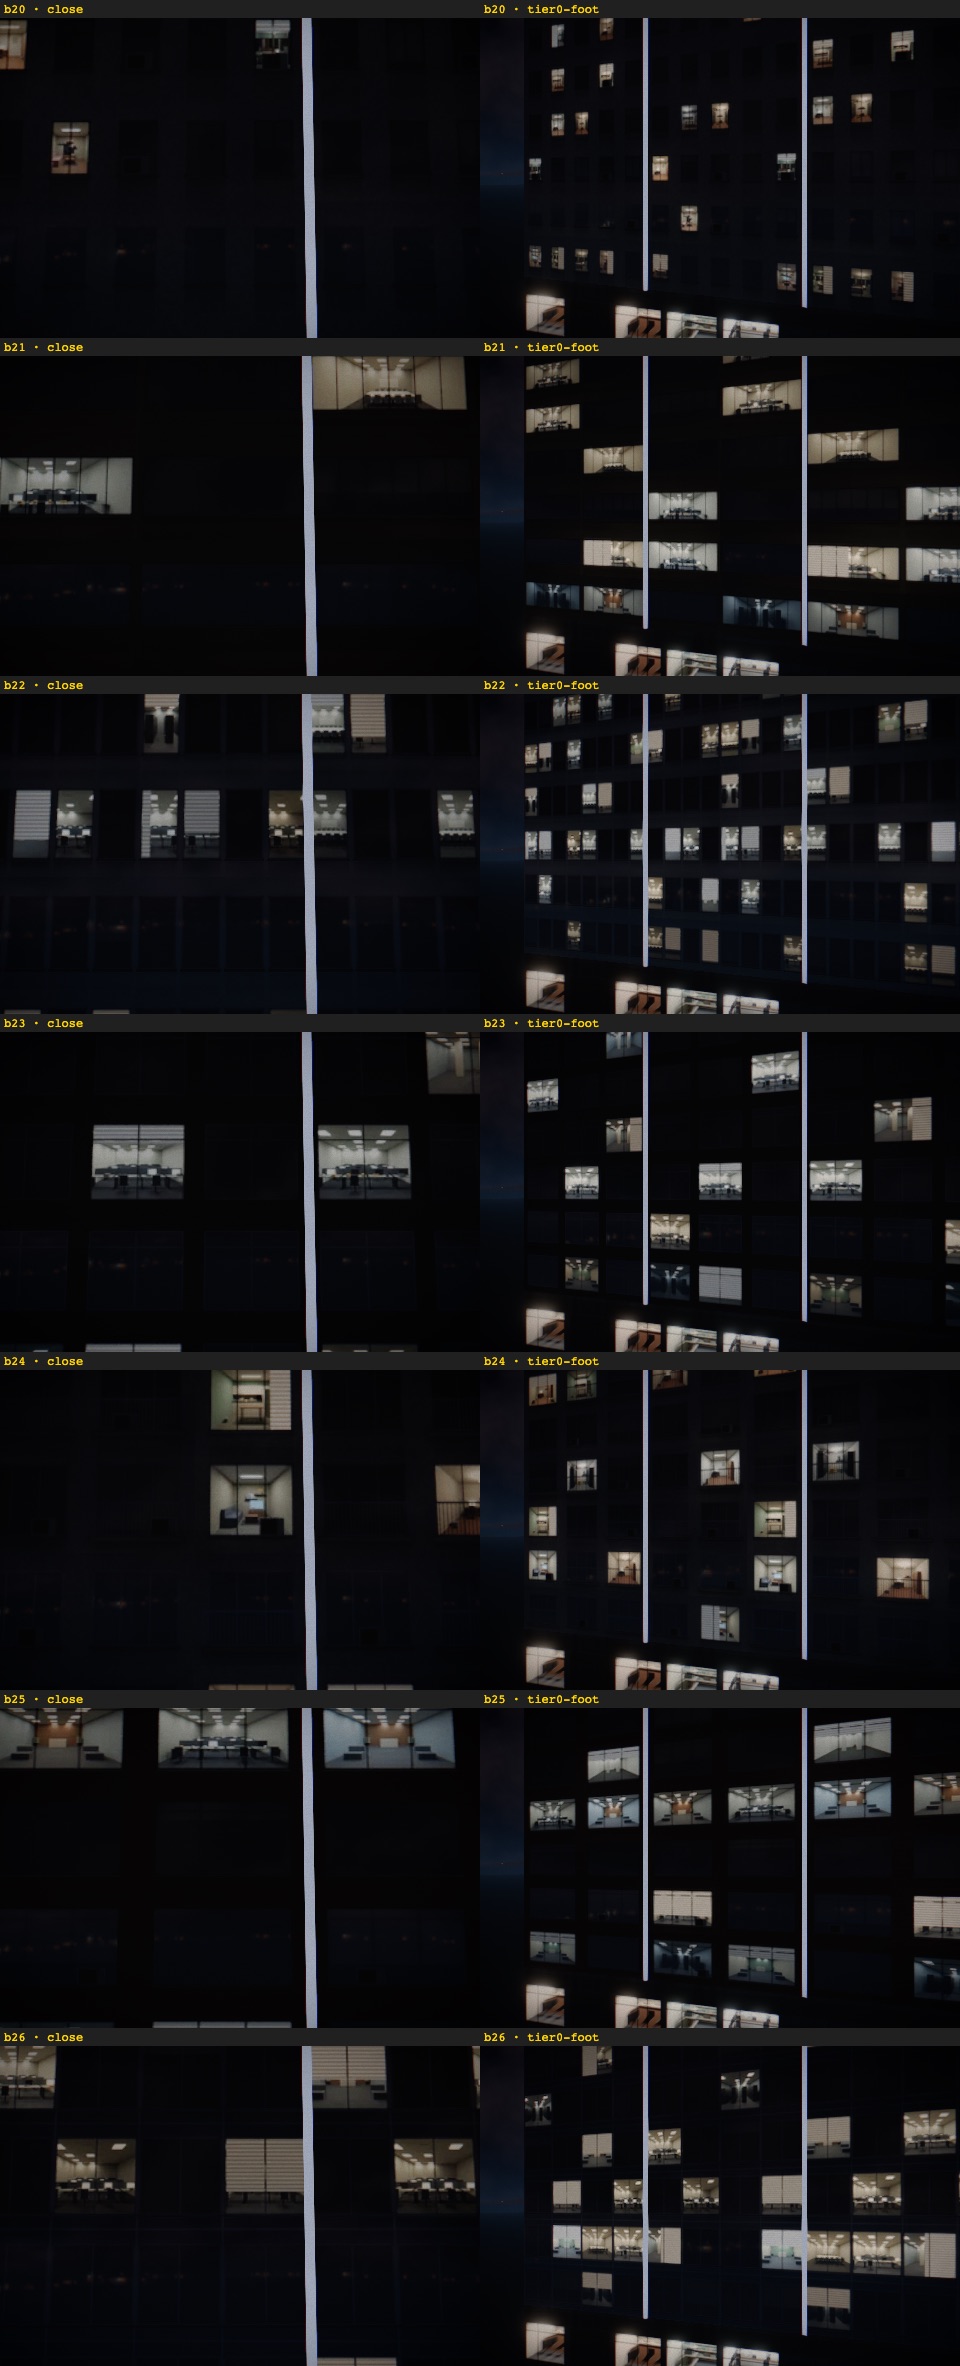 b20 · close
b20 · tier0-foot
b21 · close
b21 · tier0-foot
b22 · close
b22 · tier0-foot
b23 · close
b23 · tier0-foot
b24 · close
b24 · tier0-foot
b25 · close
b25 · tier0-foot
b26 · close
b26 · tier0-foot